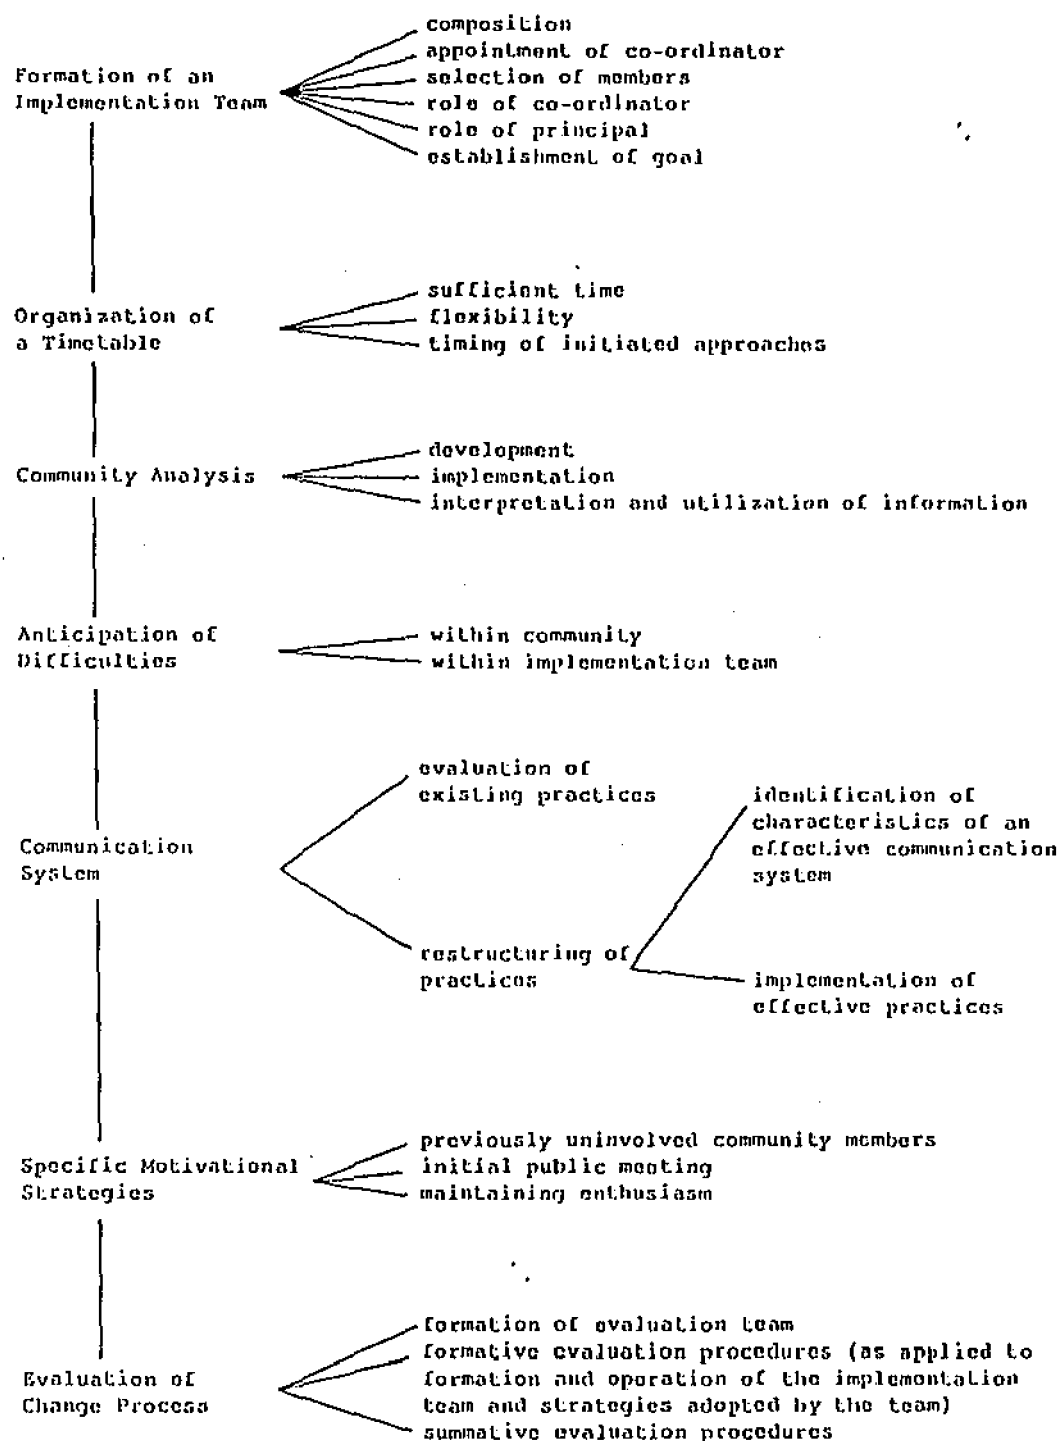 Formation of an
Implementation Team
composition
appointment of co-ordinator
selection of members
role of co-ordinator
role of principal
establishment of goal
Organization of
a Timetable
sufficient time
flexibility
timing of initiated approaches
Community Analysis
development
implementation
interpretation and utilization of information
Anticipation of
Difficulties
within community
within implementation team
Communication
System
evaluation of
existing practices
restructuring of
practices
identification of
characteristics of an
effective communication
system
implementation of
effective practices
Specific Motivational
Strategies
previously uninvolved community members
initial public meeting
maintaining enthusiasm
Evaluation of
Change Process
formation of evaluation team
formative evaluation procedures (as applied to
formation and operation of the implementation
team and strategies adopted by the team)
summative evaluation procedures